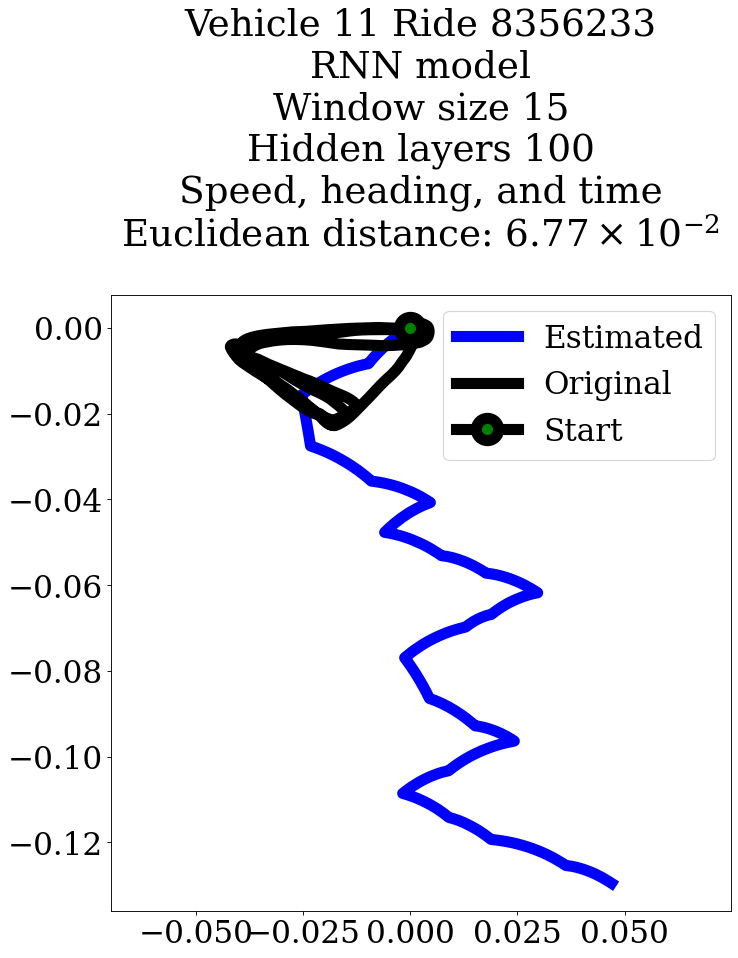 Vehicle 11 Ride 8356233
RNN model
Window size 15
Hidden layers 100
Speed, heading, and time
Euclidean distance: 6.77 × 10⁻²
Estimated
Original
Start
0.00
−0.02
−0.04
−0.06
−0.08
−0.10
−0.12
−0.050 −0.025 0.000 0.025 0.050